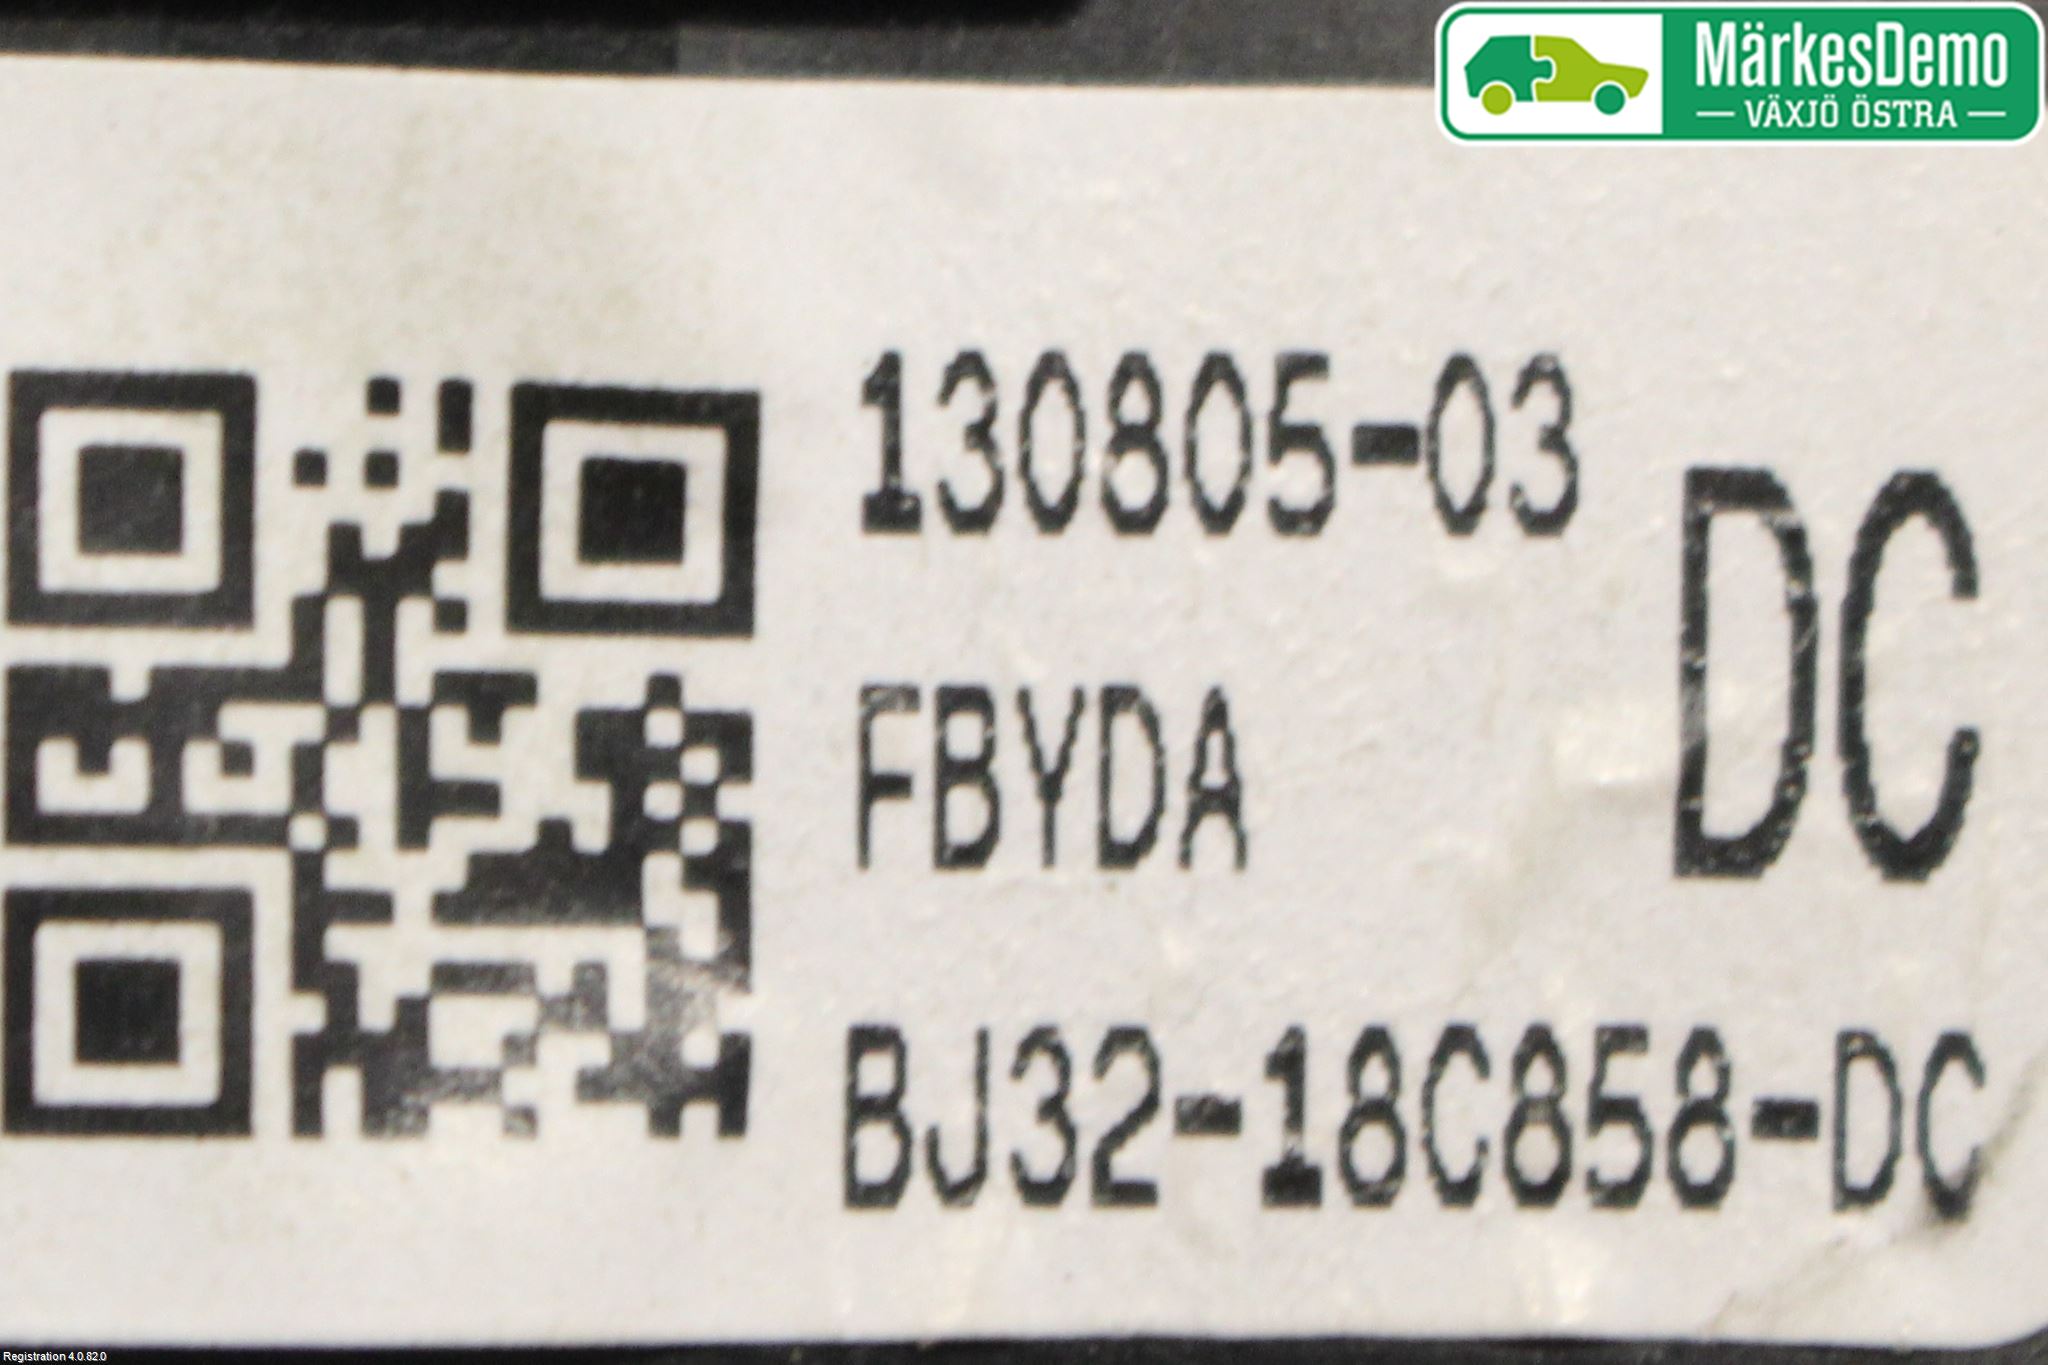 MärkesDemo
VÄXJÖ ÖSTRA
130805-03
DC
FBYDA
BJ32-18C858-DC
Registration 4.0.82.0